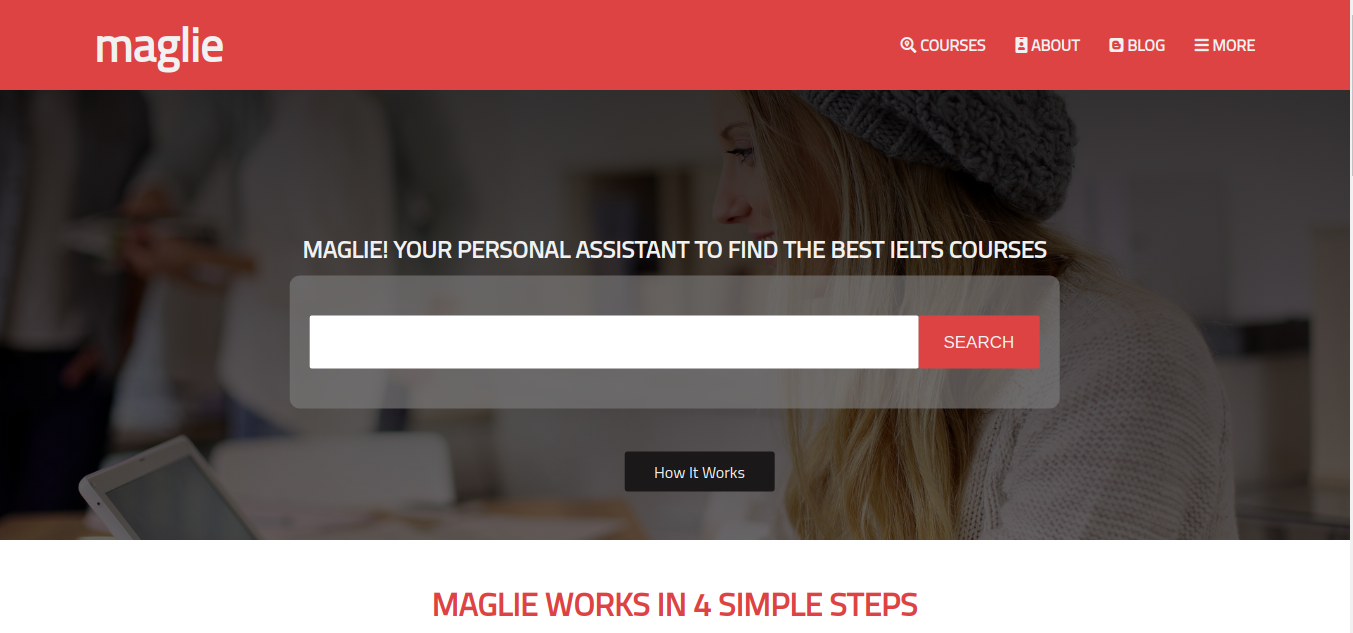 maglie
COURSES ABOUT BLOG MORE
MAGLIE! YOUR PERSONAL ASSISTANT TO FIND THE BEST IELTS COURSES
SEARCH
How It Works
MAGLIE WORKS IN 4 SIMPLE STEPS